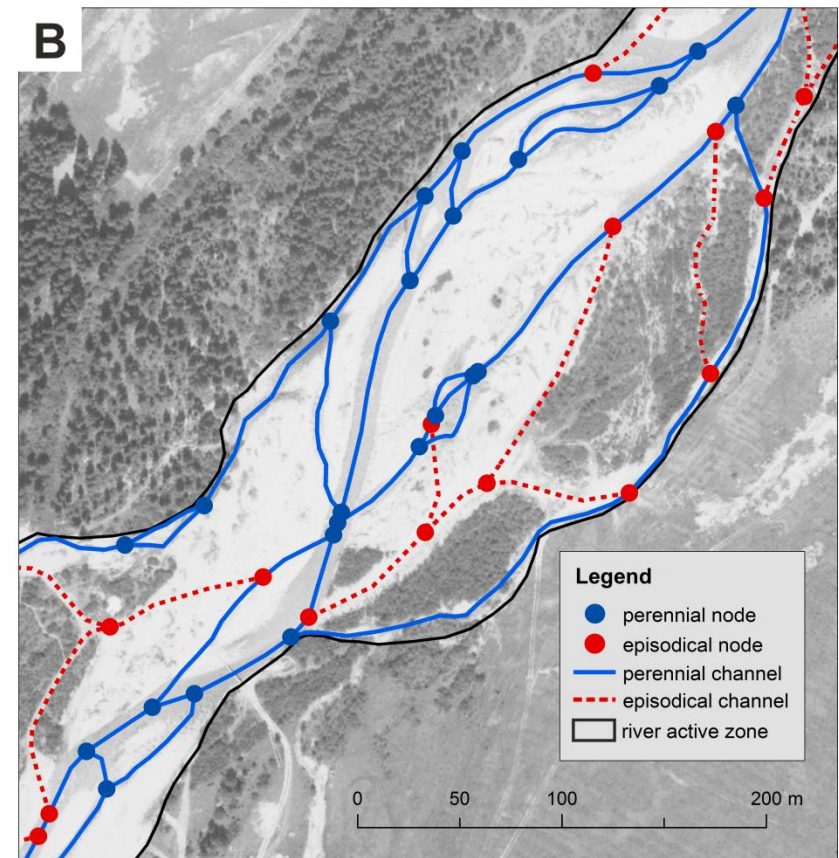 B
Legend
perennial node
episodical node
perennial channel
episodical channel
river active zone
0 50 100 200 m